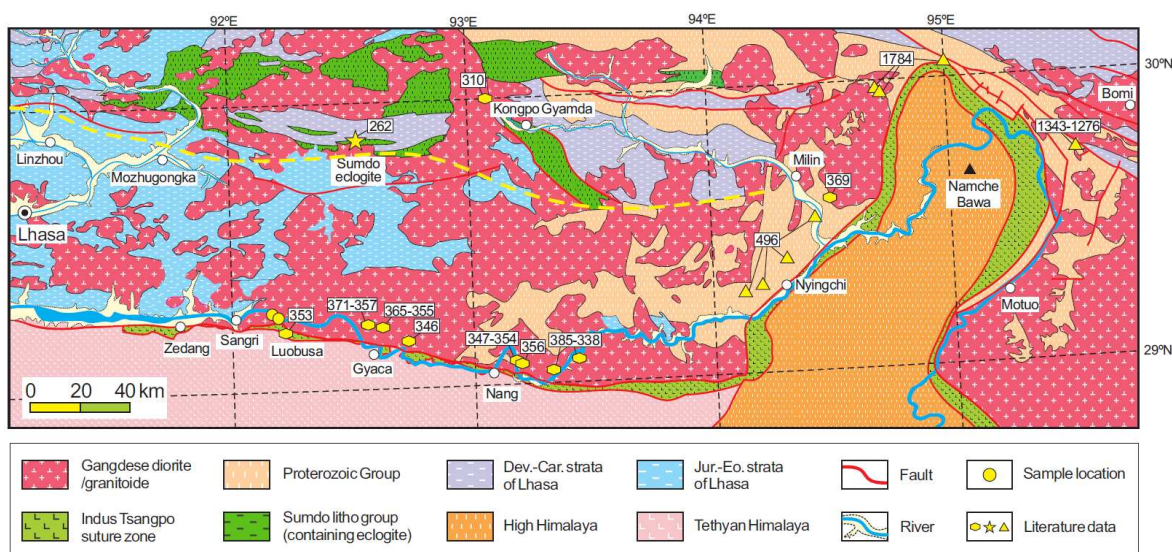 92ºE
93ºE
94ºE
95ºE
30ºN
29ºN
1784
310
Kongpo Gyamda
Bomi
262
1343-1276
Linzhou
Sumdo
eclogite
Milin
Mozhugongka
369
Namche
Bawa
Lhasa
496
Nyingchi
371-357
365-355
Motuo
353
346
Zedang
Sangri
Luobusa
347-354
356
385-338
Gyaca
Nang
0 20 40 km
Gangdese diorite
/granitoide
Proterozoic Group
Dev.-Car. strata
of Lhasa
Jur.-Eo. strata
of Lhasa
Fault
Sample location
Indus Tsangpo
suture zone
Sumdo litho group
(containing eclogite)
High Himalaya
Tethyan Himalaya
River
Literature data